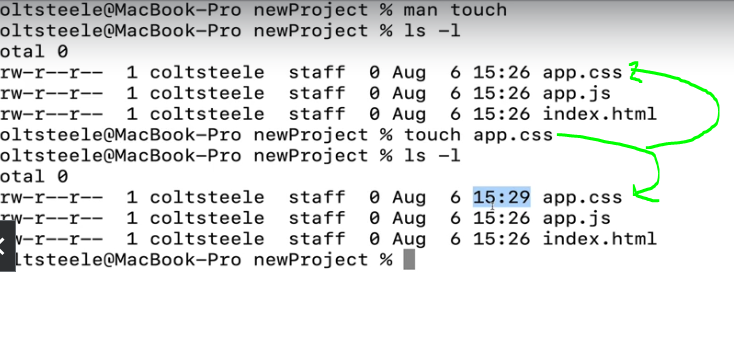 oltsteele@MacBook-Pro newProject % man touch
oltsteele@MacBook-Pro newProject % ls -l
otal 0
rw-r--r--  1 coltsteele  staff  0 Aug  6 15:26 app.css
rw-r--r--  1 coltsteele  staff  0 Aug  6 15:26 app.js
rw-r--r--  1 coltsteele  staff  0 Aug  6 15:26 index.html
oltsteele@MacBook-Pro newProject % touch app.css
oltsteele@MacBook-Pro newProject % ls -l
otal 0
rw-r--r--  1 coltsteele  staff  0 Aug  6 15:29 app.css
rw-r--r--  1 coltsteele  staff  0 Aug  6 15:26 app.js
w-r--r--  1 coltsteele  staff  0 Aug  6 15:26 index.html
ltsteele@MacBook-Pro newProject %